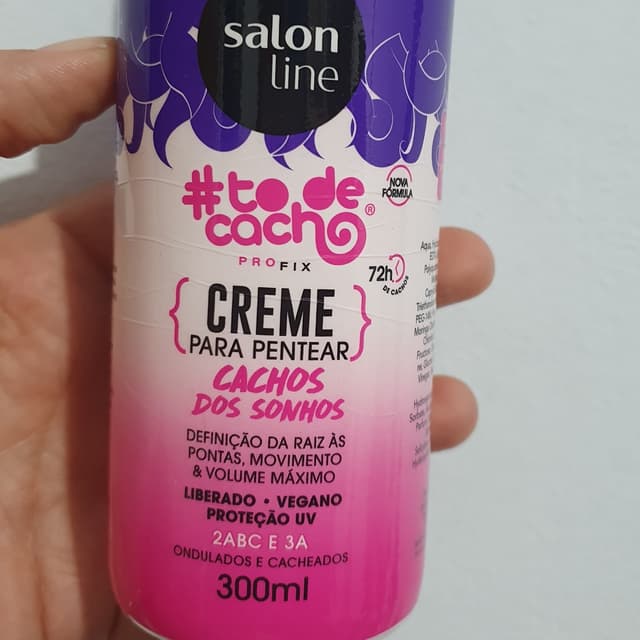 salon
line
#to de
cacho®
PROFIX
NOVA
FÓRMULA
72h
DE CACHOS
{CREME
PARA PENTEAR}
CACHOS
DOS SONHOS
DEFINIÇÃO DA RAIZ ÀS
PONTAS, MOVIMENTO
& VOLUME MÁXIMO
LIBERADO • VEGANO
PROTEÇÃO UV
2ABC E 3A
ONDULADOS E CACHEADOS
300ml